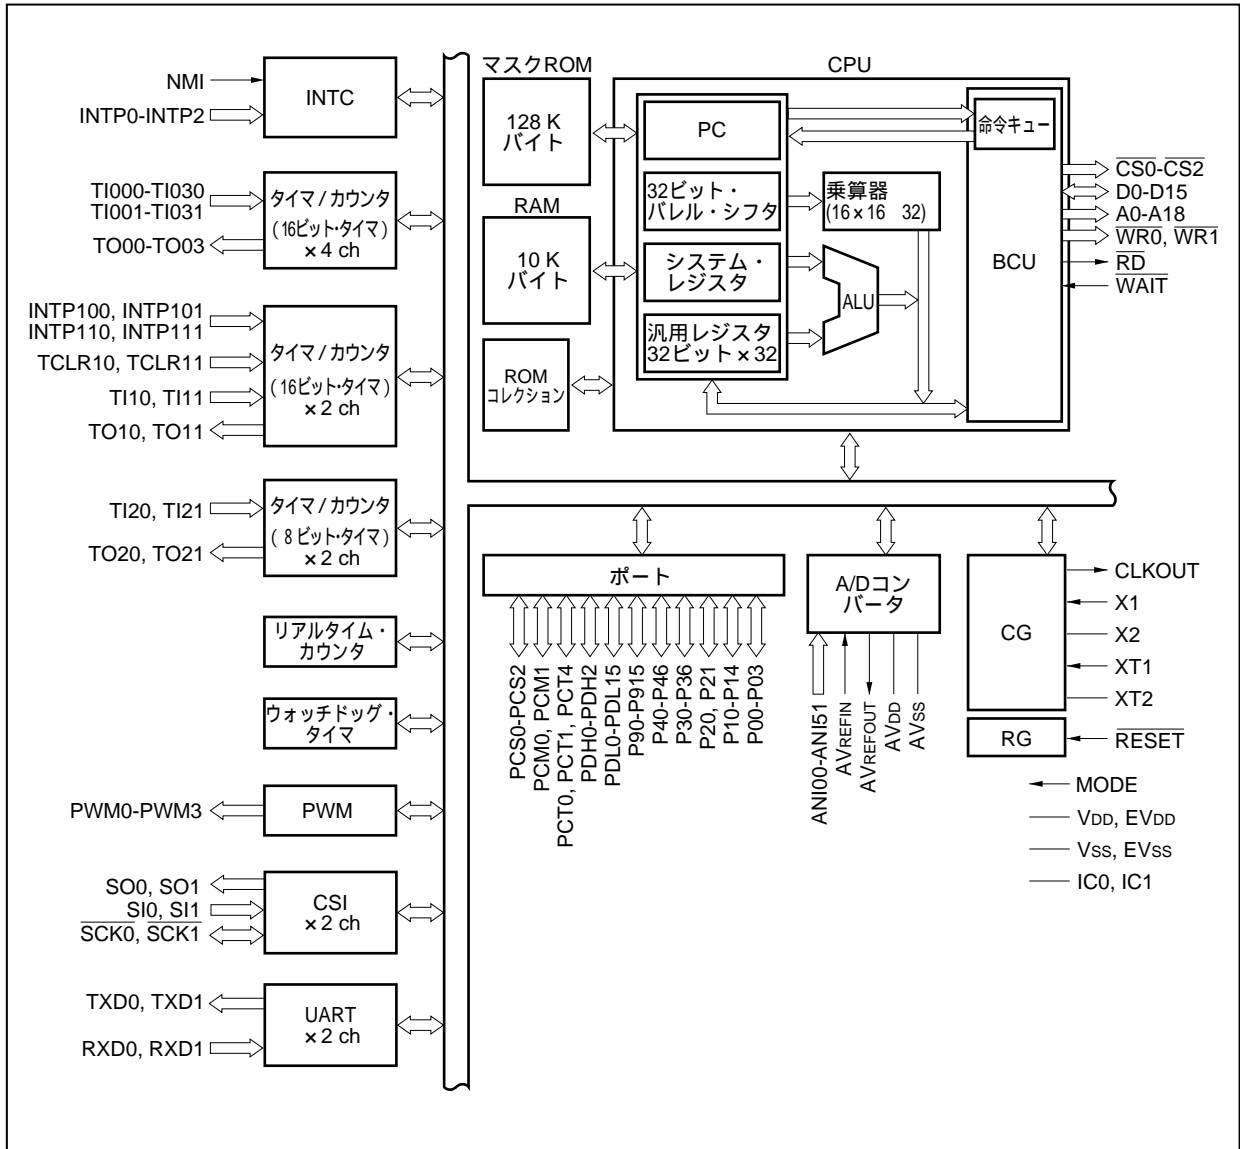 NMI
INTP0-INTP2
INTC
TI000-TI030
TI001-TI031
TO00-TO03
タイマ / カウンタ
(16ビット・タイマ)
× 4 ch
INTP100, INTP101
INTP110, INTP111
TCLR10, TCLR11
TI10, TI11
TO10, TO11
タイマ / カウンタ
(16ビット・タイマ)
× 2 ch
TI20, TI21
TO20, TO21
タイマ / カウンタ
( 8 ビット・タイマ)
× 2 ch
リアルタイム・
カウンタ
ウォッチドッグ・
タイマ
PWM0-PWM3
PWM
SO0, SO1
SI0, SI1
SCK0, SCK1
CSI
× 2 ch
TXD0, TXD1
RXD0, RXD1
UART
× 2 ch
マスクROM
128 K
バイト
RAM
10 K
バイト
ROM
コレクション
CPU
PC
32ビット・
バレル・シフタ
システム・
レジスタ
汎用レジスタ
32ビット × 32
乗算器
(16 × 16 32)
ALU
命令キュー
BCU
CS0-CS2
D0-D15
A0-A18
WR0, WR1
RD
WAIT
ポート
PCS0-PCS2
PCM0, PCM1
PCT0, PCT1, PCT4
PDH0-PDH2
PDL0-PDL15
P90-P915
P40-P46
P30-P36
P20, P21
P10-P14
P00-P03
A/Dコン
バータ
ANI00-ANI51
AVREFIN
AVREFOUT
AVDD
AVSS
CG
CLKOUT
X1
X2
XT1
XT2
RG
RESET
MODE
VDD, EVDD
VSS, EVSS
IC0, IC1